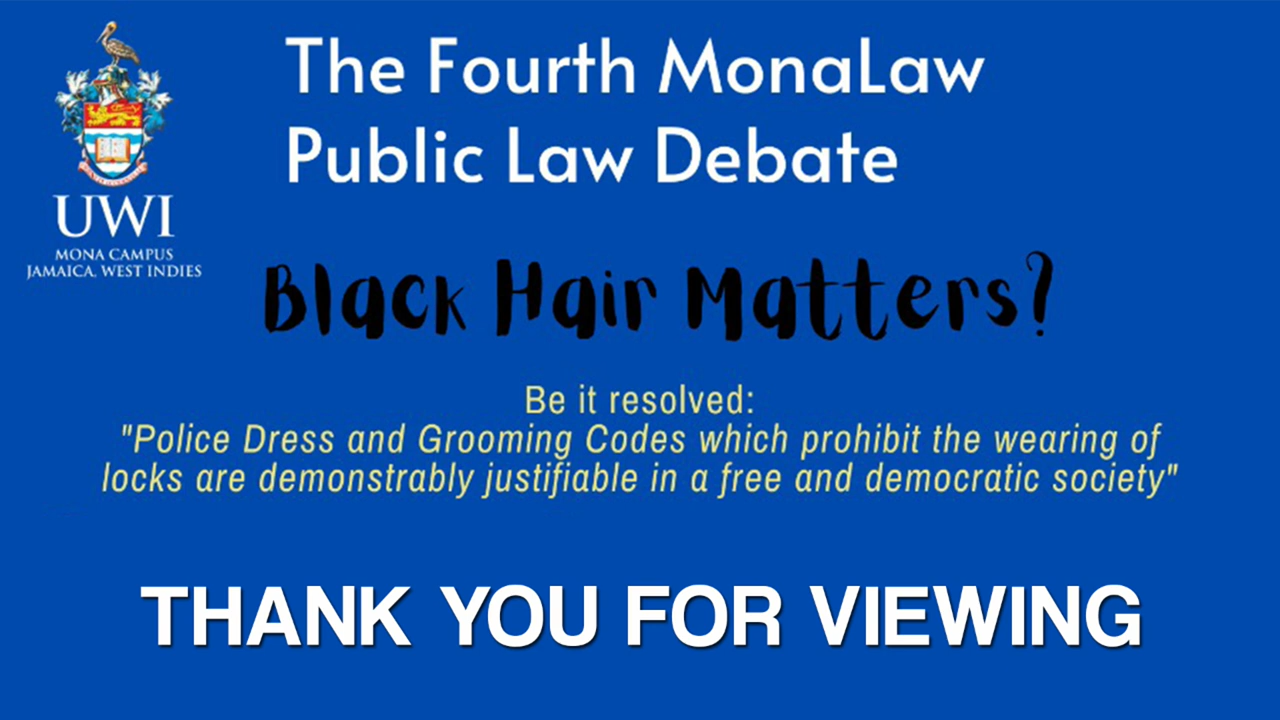 The Fourth MonaLaw
Public Law Debate
UWI
MONA CAMPUS
JAMAICA, WEST INDIES
Black Hair Matters?
Be it resolved:
"Police Dress and Grooming Codes which prohibit the wearing of
locks are demonstrably justifiable in a free and democratic society"
THANK YOU FOR VIEWING